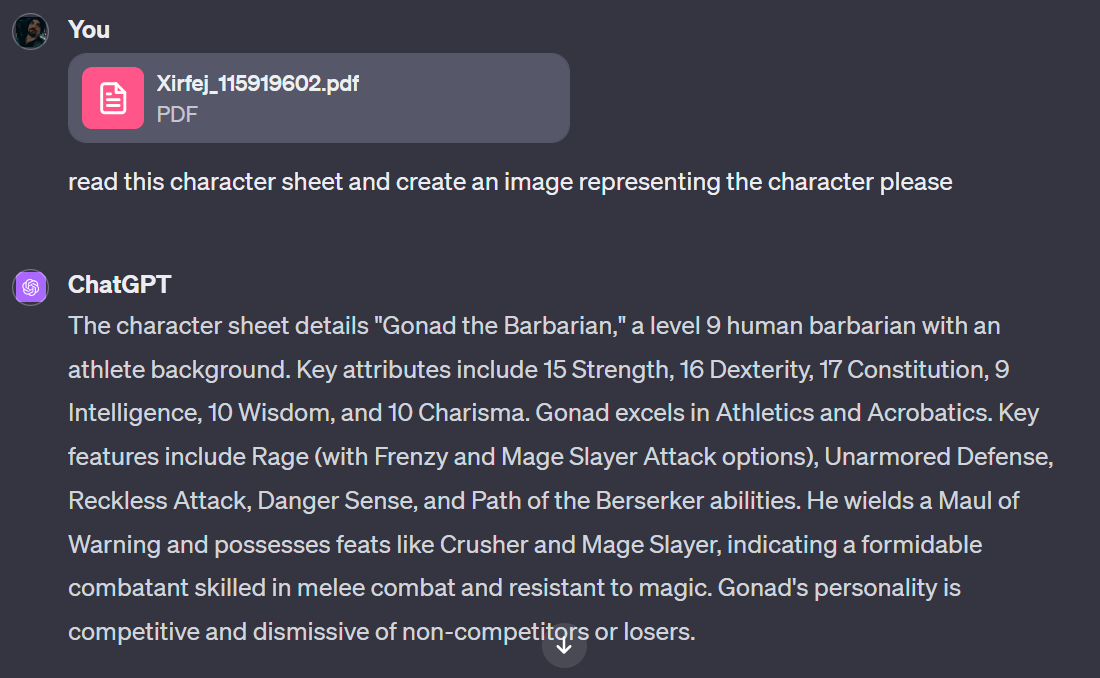 You
Xirfej_115919602.pdf
PDF
read this character sheet and create an image representing the character please
ChatGPT
The character sheet details "Gonad the Barbarian," a level 9 human barbarian with an
athlete background. Key attributes include 15 Strength, 16 Dexterity, 17 Constitution, 9
Intelligence, 10 Wisdom, and 10 Charisma. Gonad excels in Athletics and Acrobatics. Key
features include Rage (with Frenzy and Mage Slayer Attack options), Unarmored Defense,
Reckless Attack, Danger Sense, and Path of the Berserker abilities. He wields a Maul of
Warning and possesses feats like Crusher and Mage Slayer, indicating a formidable
combatant skilled in melee combat and resistant to magic. Gonad's personality is
competitive and dismissive of non-competitors or losers.